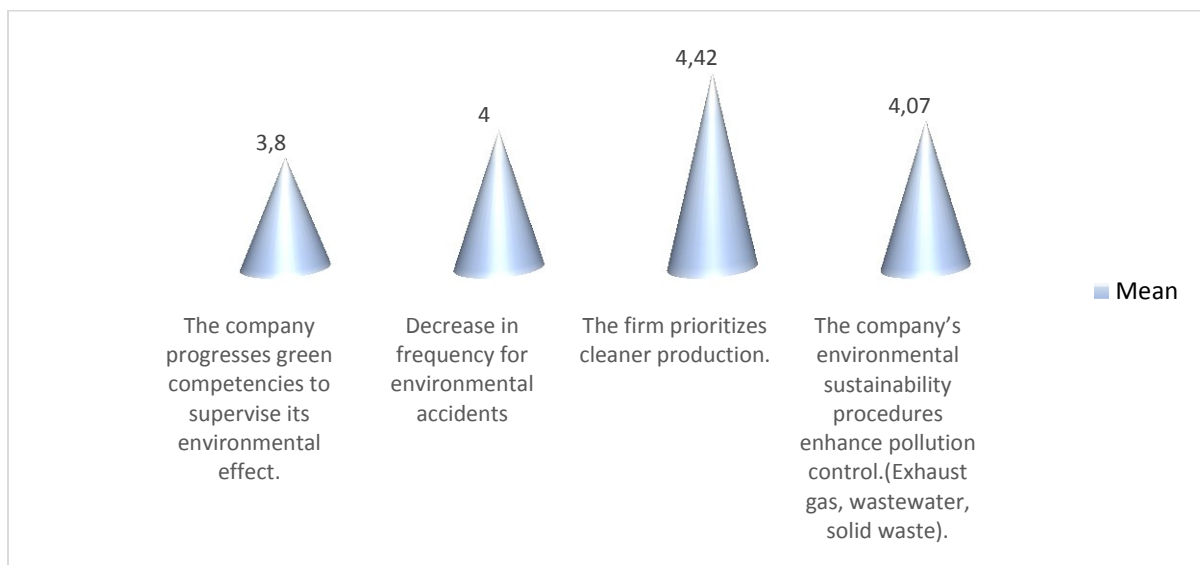 3,8
4
4,42
4,07
The company
progresses green
competencies to
supervise its
environmental
effect.
Decrease in
frequency for
environmental
accidents
The firm prioritizes
cleaner production.
The company’s
environmental
sustainability
procedures
enhance pollution
control.(Exhaust
gas, wastewater,
solid waste).
Mean